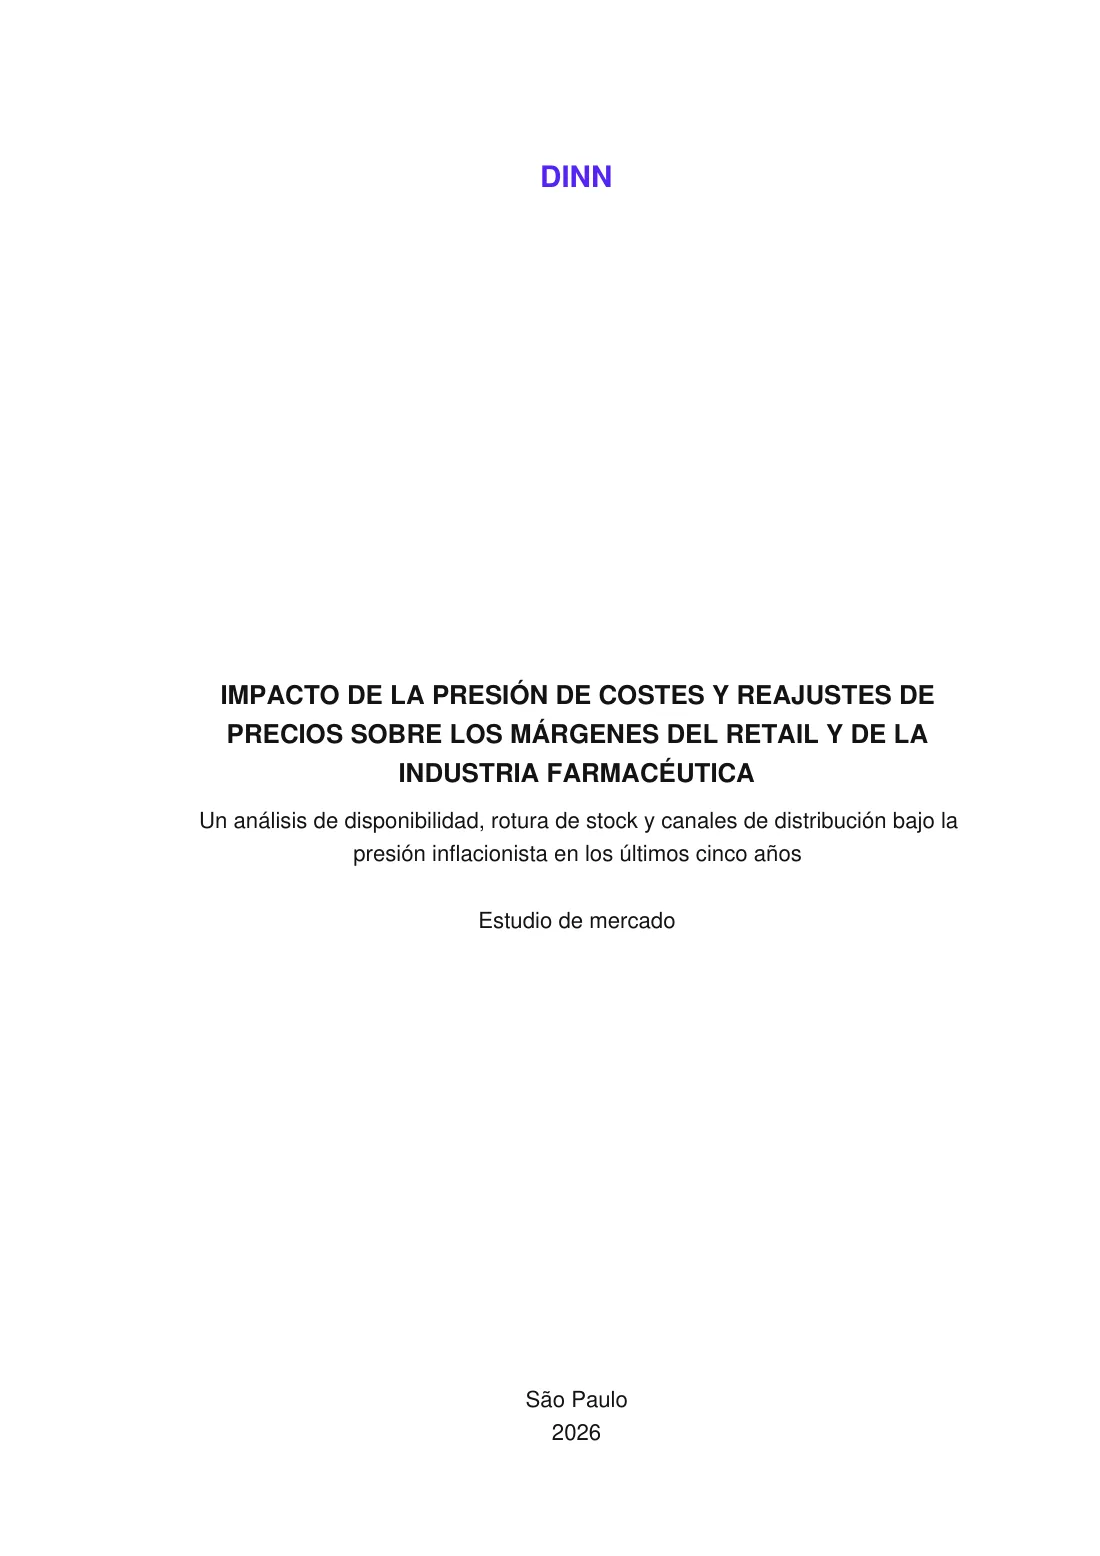 DINN
IMPACTO DE LA PRESIÓN DE COSTES Y REAJUSTES DE
PRECIOS SOBRE LOS MÁRGENES DEL RETAIL Y DE LA
INDUSTRIA FARMACÉUTICA
Un análisis de disponibilidad, rotura de stock y canales de distribución bajo la
presión inflacionista en los últimos cinco años
Estudio de mercado
São Paulo
2026